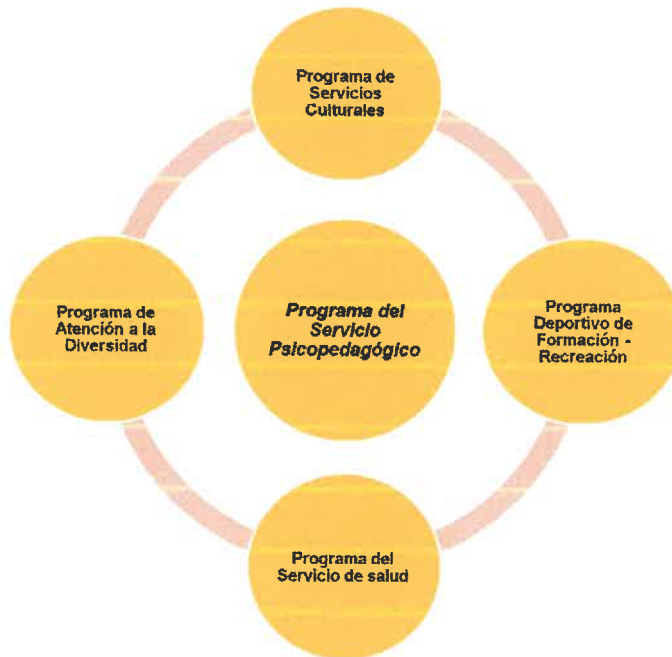 Programa de
Servicios
Culturales
Programa de
Atención a la
Diversidad
Programa del
Servicio
Psicopedagógico
Programa
Deportivo de
Formación -
Recreación
Programa del
Servicio de salud